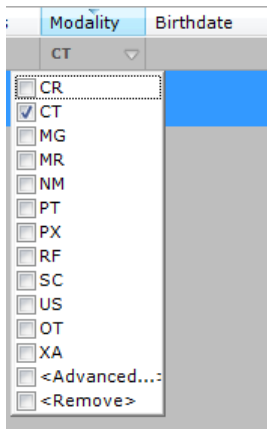 Modality Birthdate
CT
CR
CT
MG
MR
NM
PT
PX
RF
SC
US
OT
XA
<Advanced...>
<Remove>